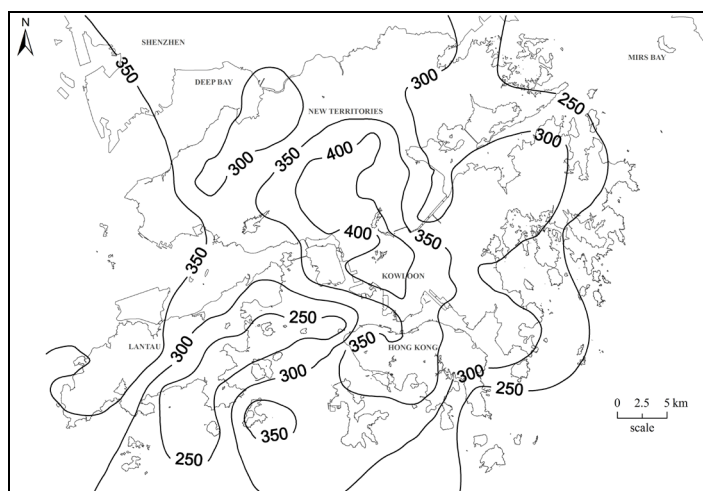 N
SHENZHEN
MIRS BAY
350
DEEP BAY
300
250
NEW TERRITORIES
300
400
350
300
400
350
350
KOWLOON
250
300
LANTAU
350
HONG KONG
300
300
250
0 2.5 5 km
scale
350
250